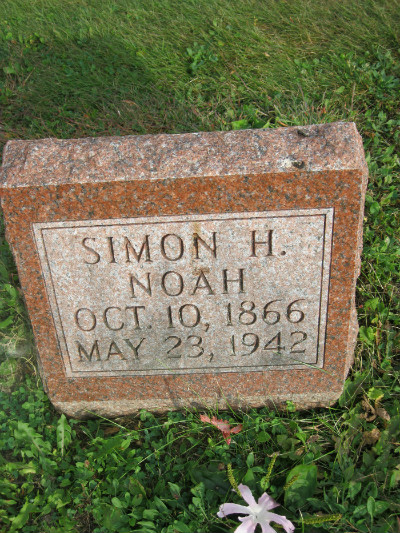 SIMON H.
NOAH
OCT. 10, 1866
MAY 23, 1942